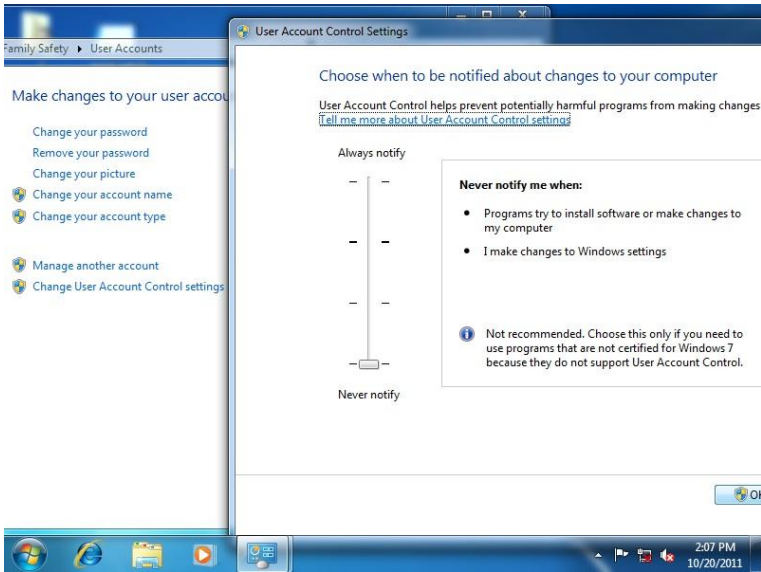 User Account Control Settings
Family Safety ▸ User Accounts
Make changes to your user accou
Change your password
Remove your password
Change your picture
Change your account name
Change your account type
Manage another account
Change User Account Control settings
Choose when to be notified about changes to your computer
User Account Control helps prevent potentially harmful programs from making changes
Tell me more about User Account Control settings
Always notify
Never notify
Never notify me when:
• Programs try to install software or make changes to
my computer
• I make changes to Windows settings
Not recommended. Choose this only if you need to
use programs that are not certified for Windows 7
because they do not support User Account Control.
OK
2:07 PM
10/20/2011